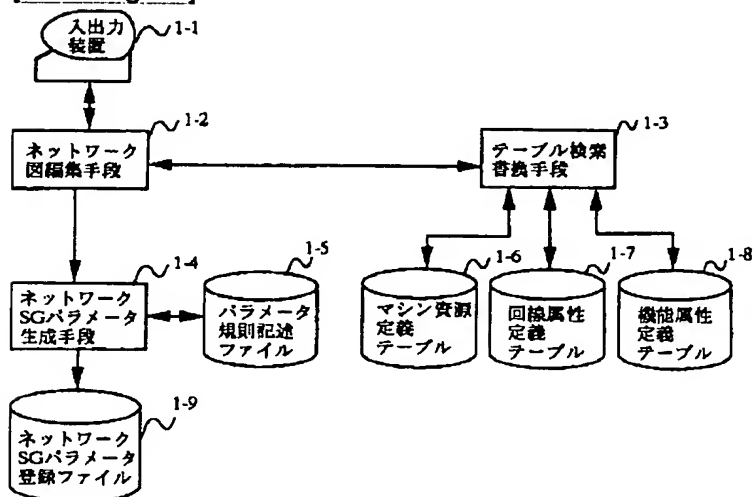 入出力
装置
1-1
1-2
ネットワーク
図編集手段
1-3
テーブル検索
書換手段
1-4
ネットワーク
SGパラメータ
生成手段
1-5
パラメータ
規則記述
ファイル
1-6
マシン資源
定義
テーブル
1-7
回線属性
定義
テーブル
1-8
機能属性
定義
テーブル
1-9
ネットワーク
SGパラメータ
登録ファイル